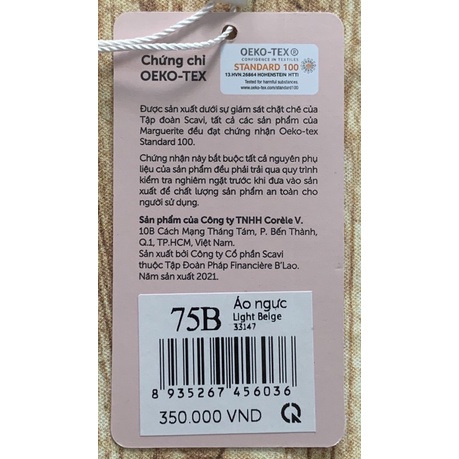 Chứng chỉ
OEKO-TEX
OEKO-TEX®
CONFIDENCE IN TEXTILES
STANDARD 100
13.HVN.26864 HOHENSTEIN HTTI
Tested for harmful substances.
www.oeko-tex.com/standard100
Được sản xuất dưới sự giám sát chặt chẽ của
Tập đoàn Scavi, tất cả các sản phẩm của
Marguerite đều đạt chứng nhận Oeko-tex
Standard 100.
Chứng nhận này bắt buộc tất cả nguyên phụ
liệu của sản phẩm đều phải trải qua quy trình
kiểm tra nghiêm ngặt trước khi đưa vào sản
xuất để chất lượng sản phẩm an toàn cho
người sử dụng.
Sản phẩm của Công ty TNHH Corèle V.
10B Cách Mạng Tháng Tám, P. Bến Thành,
Q.1, TP.HCM, Việt Nam.
Sản xuất bởi Công ty Cổ phần Scavi
thuộc Tập Đoàn Pháp Financière B'Lao.
Năm sản xuất 2021.
75B
Áo ngực
Light Beige
33147
8 935267 456036
350.000 VND